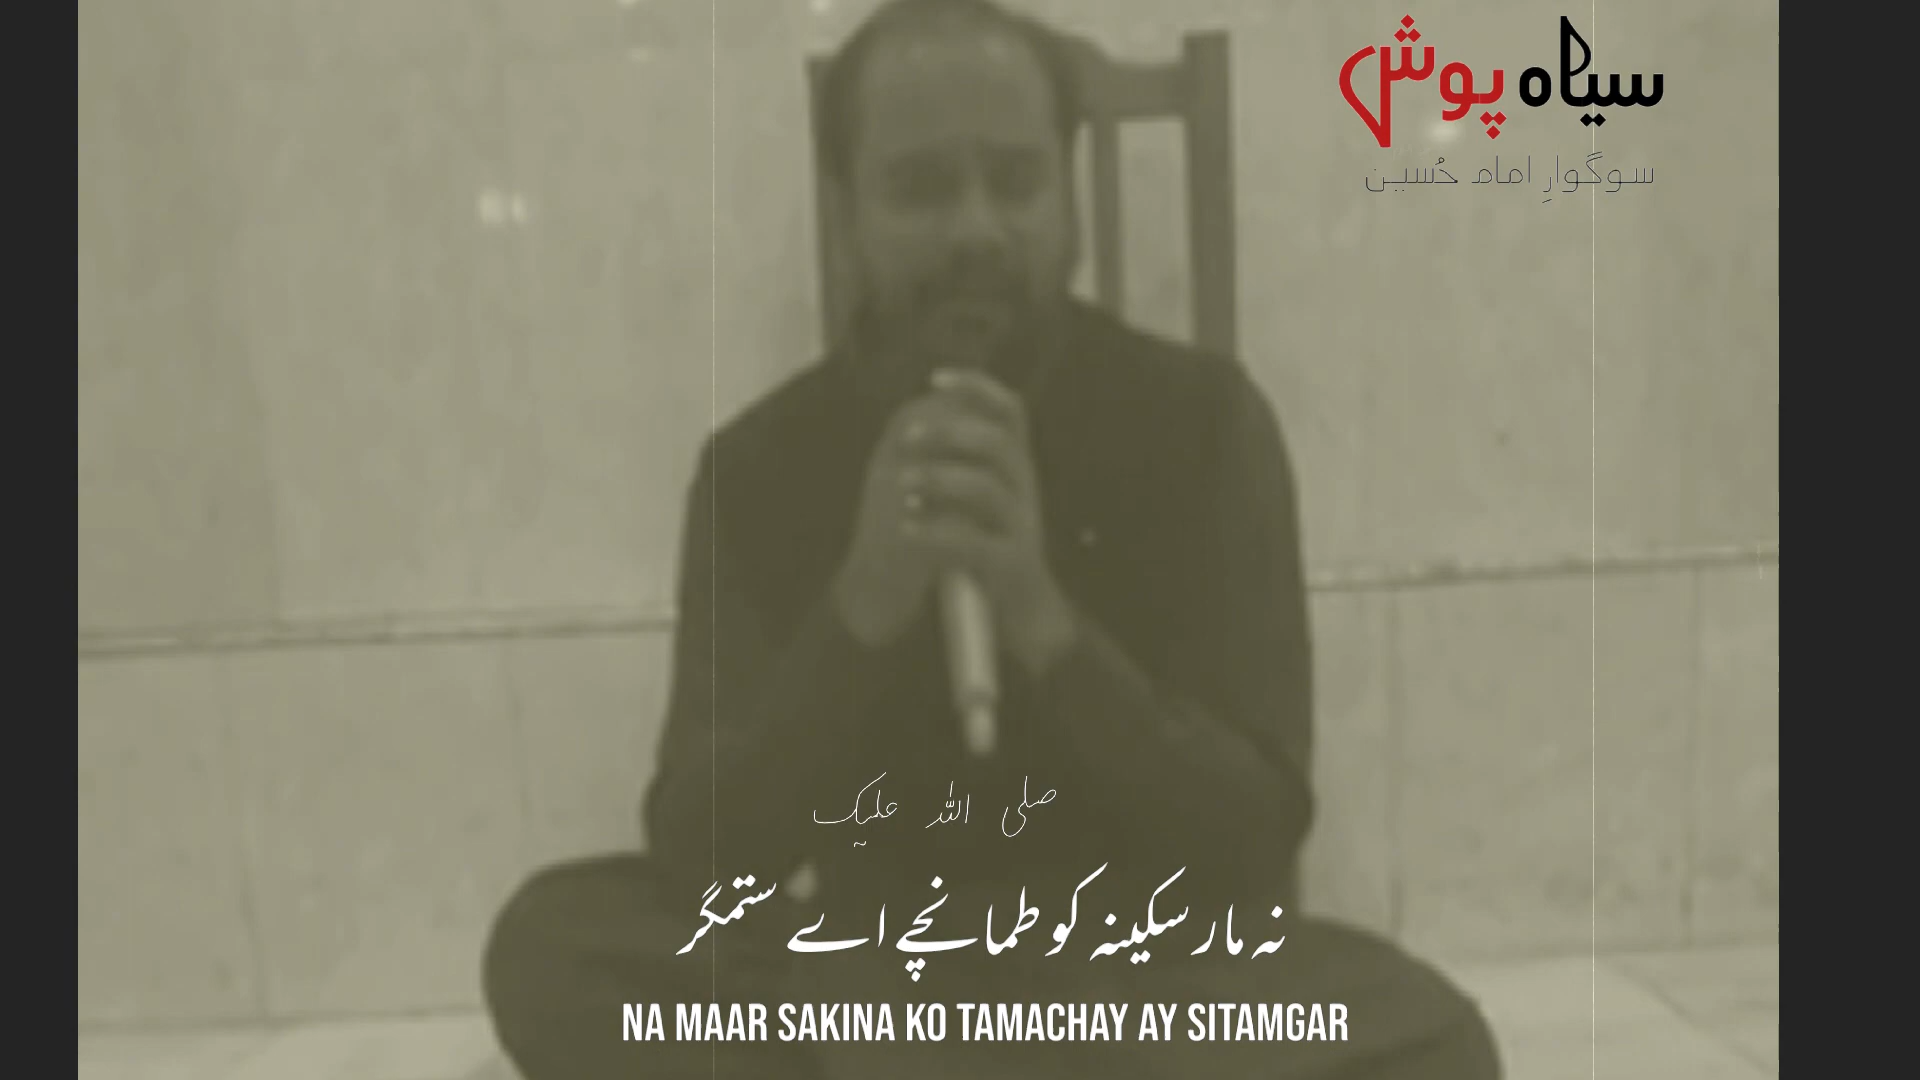 سیاه پوش
سوگوارِ امام حُسین
صلی اللہ علیک
نہ مار سکینہ کو طمانچے اے ستمگر
NA MAAR SAKINA KO TAMACHAY AY SITAMGAR